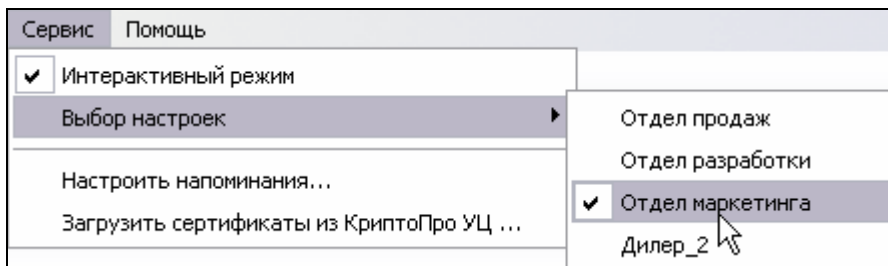 Сервис Помощь
Интерактивный режим
Выбор настроек
Отдел продаж
Отдел разработки
Настроить напоминания...
Отдел маркетинга
Загрузить сертификаты из КриптоПро УЦ ...
Дилер_2